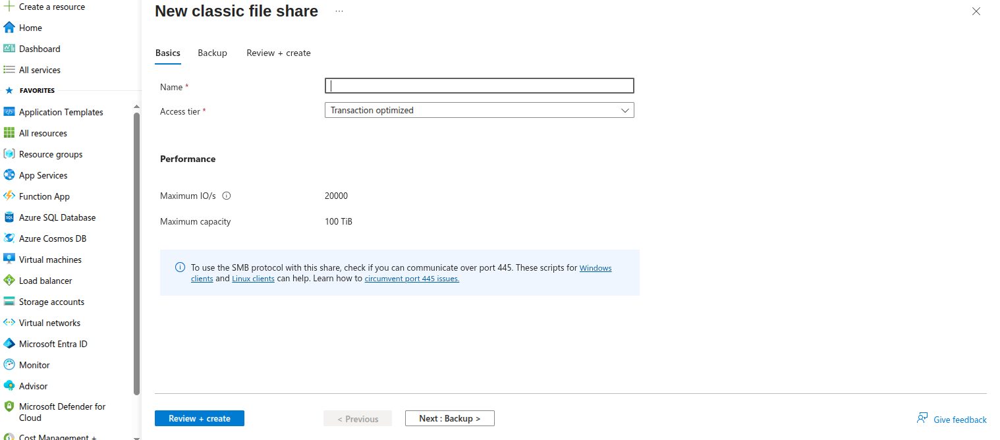 Create a resource
Home
Dashboard
All services
FAVORITES
Application Templates
All resources
Resource groups
App Services
Function App
Azure SQL Database
Azure Cosmos DB
Virtual machines
Load balancer
Storage accounts
Virtual networks
Microsoft Entra ID
Monitor
Advisor
Microsoft Defender for
Cloud
Cost Management +
New classic file share ...
Basics Backup Review + create
Name *
Access tier * Transaction optimized
Performance
Maximum IO/s 20000
Maximum capacity 100 TiB
To use the SMB protocol with this share, check if you can communicate over port 445. These scripts for Windows
clients and Linux clients can help. Learn how to circumvent port 445 issues.
Review + create < Previous Next : Backup > Give feedback